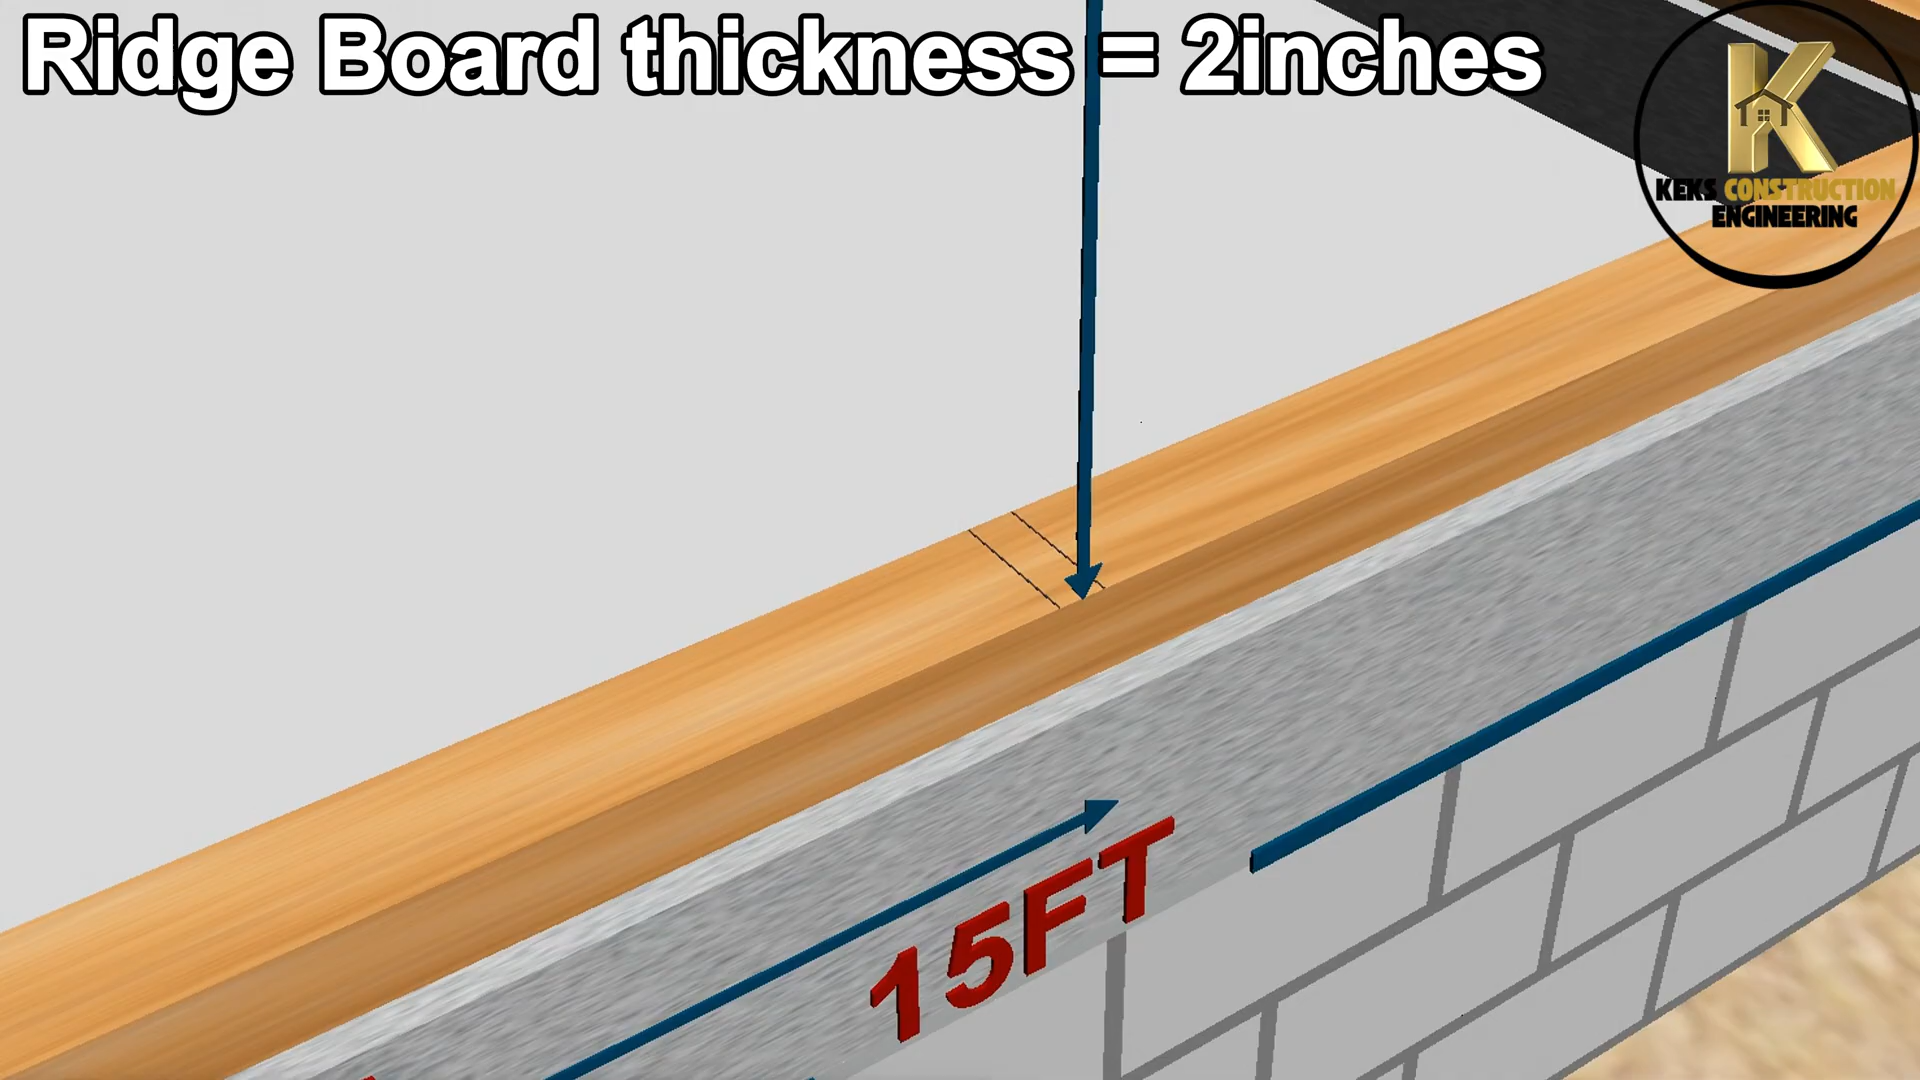 Ridge Board thickness = 2inches
KEKS CONSTRUCTION
ENGINEERING
15FT